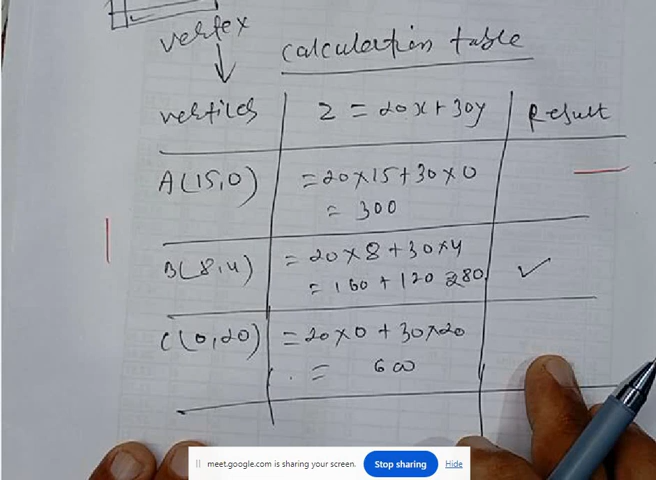 vertex
calculation table
vertices Z = 20x + 30y Result
A(15,0) = 20×15 + 30×0
= 300
B(8,4) = 20×8 + 30×4
= 160 + 120 280 ✓
C(0,20) = 20×0 + 30×20
= 600
meet.google.com is sharing your screen. Stop sharing Hide